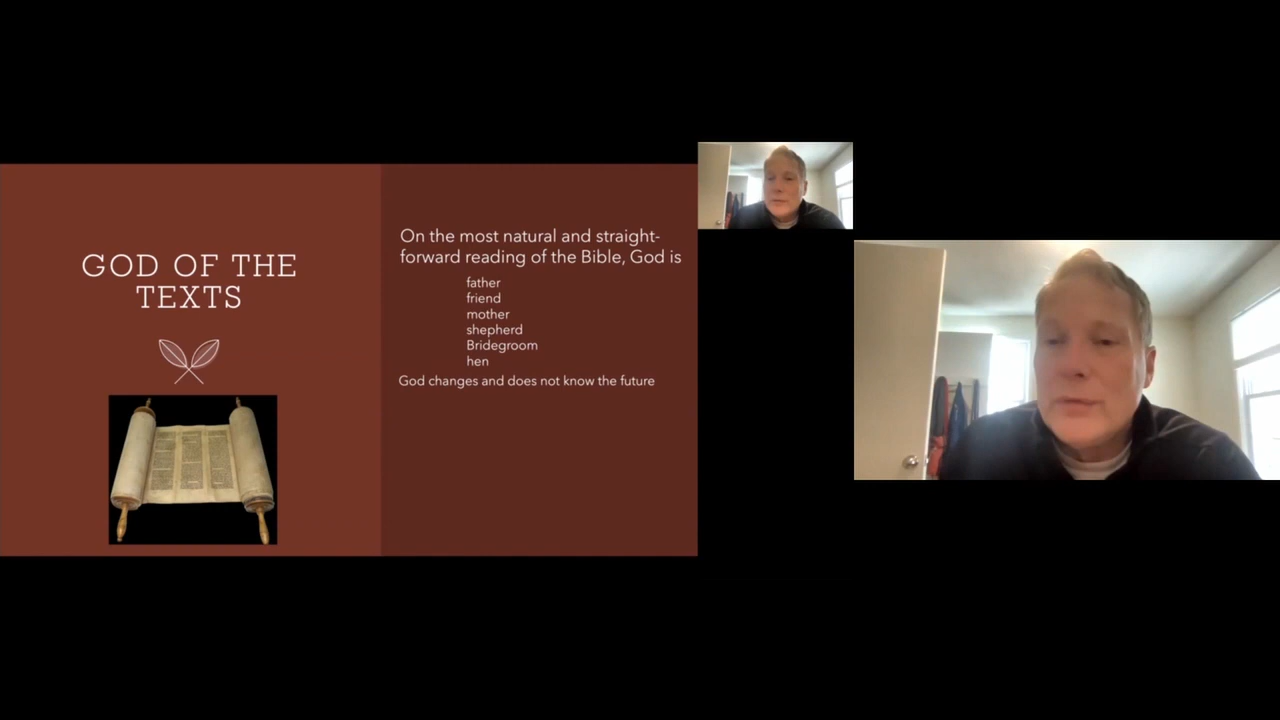 GOD OF THE
TEXTS
On the most natural and straight-
forward reading of the Bible, God is
father
friend
mother
shepherd
Bridegroom
hen
God changes and does not know the future